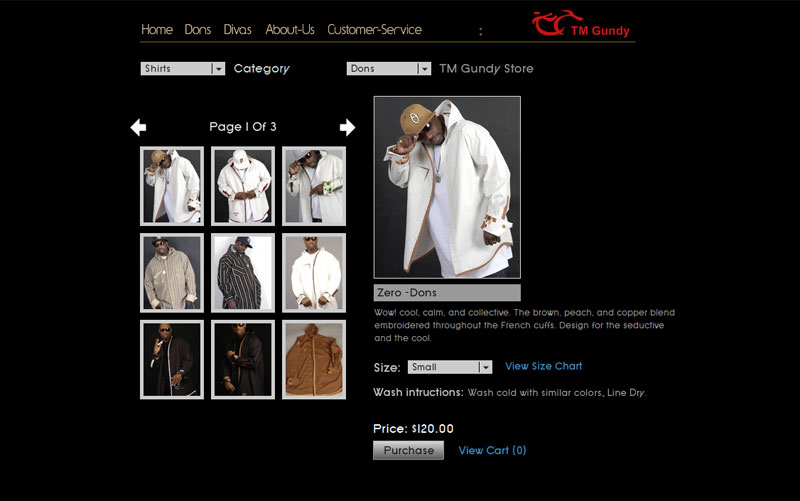 Home Dons Divas About-Us Customer-Service :
TM Gundy
Shirts Category Dons TM Gundy Store
Page 1 Of 3
Zero -Dons
Wow! cool, calm, and collective. The brown, peach, and copper blend
embroidered throughout the French cuffs. Design for the seductive
and the cool.
Size: Small View Size Chart
Wash intructions: Wash cold with similar colors, Line Dry.
Price: $120.00
Purchase View Cart (0)